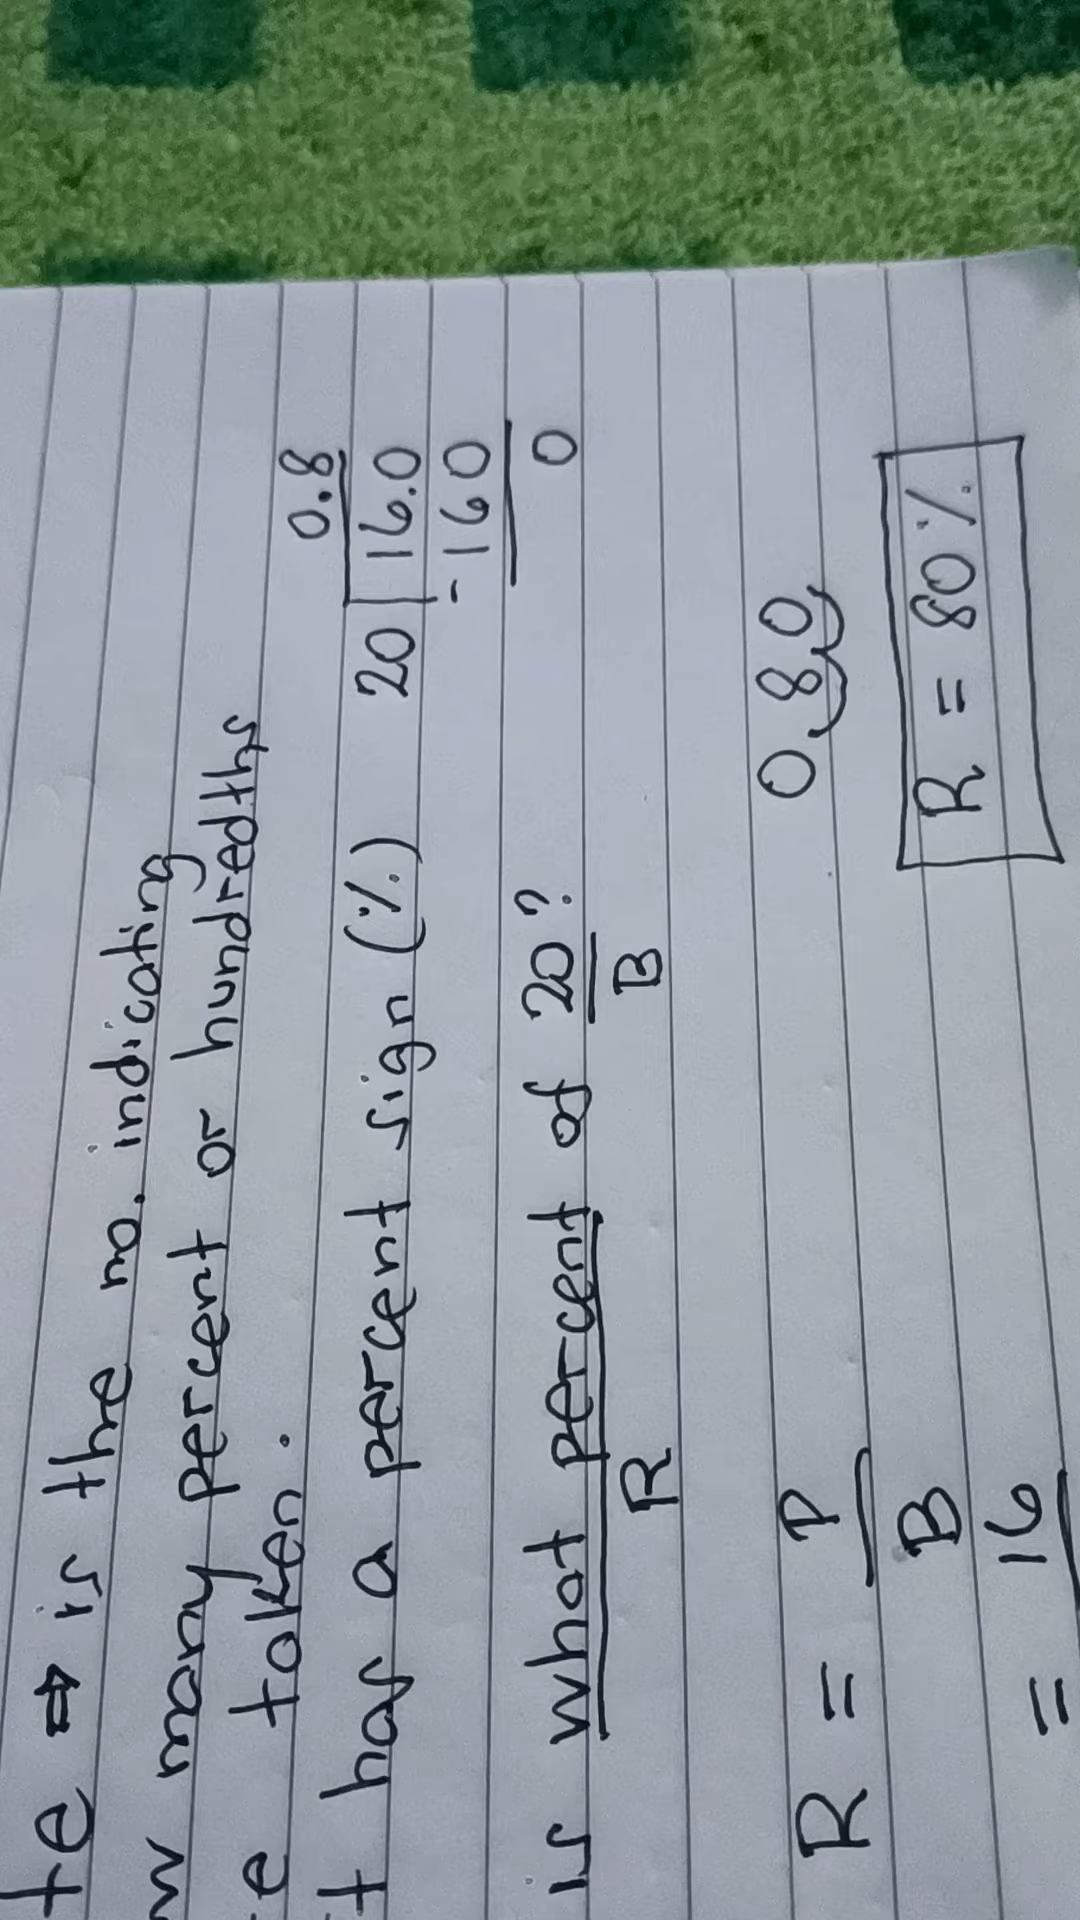 te ⇒ is the no. indicating
w many percent or hundredths
e taken.
t has a percent sign (%)
is what percent of 20?
R B
R = P
B
= 16
0.8
20 16.0
- 16 0
0
0.80
R = 80%